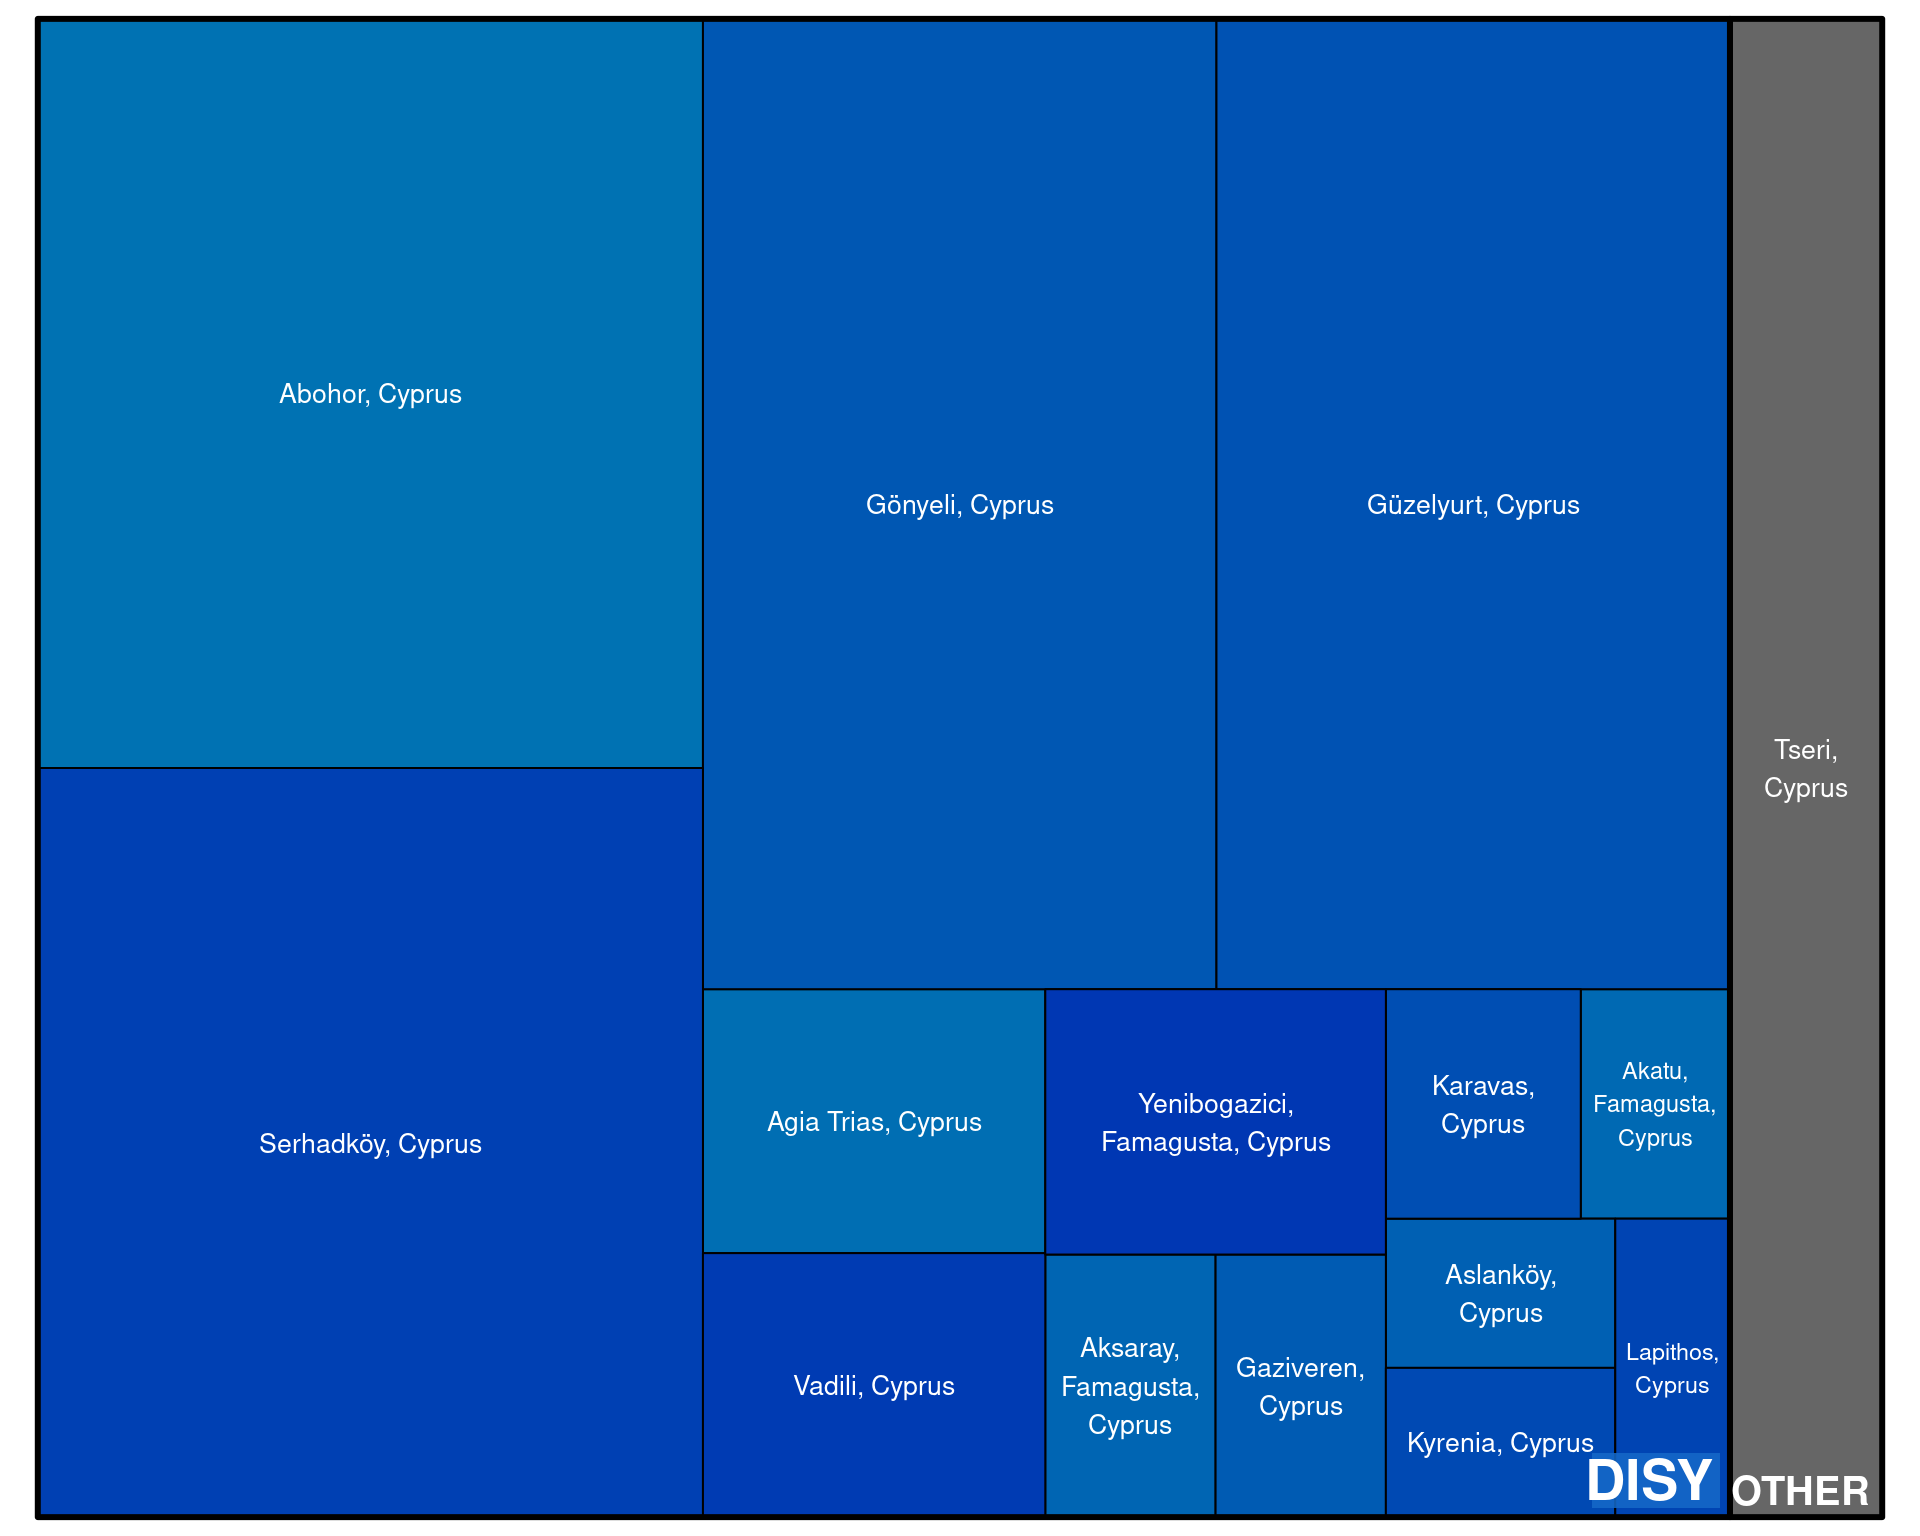 Abohor, Cyprus
Serhadköy, Cyprus
Gönyeli, Cyprus
Güzelyurt, Cyprus
Agia Trias, Cyprus
Vadili, Cyprus
Yenibogazici,
Famagusta, Cyprus
Aksaray,
Famagusta,
Cyprus
Gaziveren,
Cyprus
Karavas,
Cyprus
Akatu,
Famagusta,
Cyprus
Aslanköy,
Cyprus
Kyrenia, Cyprus
Lapithos,
Cyprus
DISY
Tseri,
Cyprus
OTHER